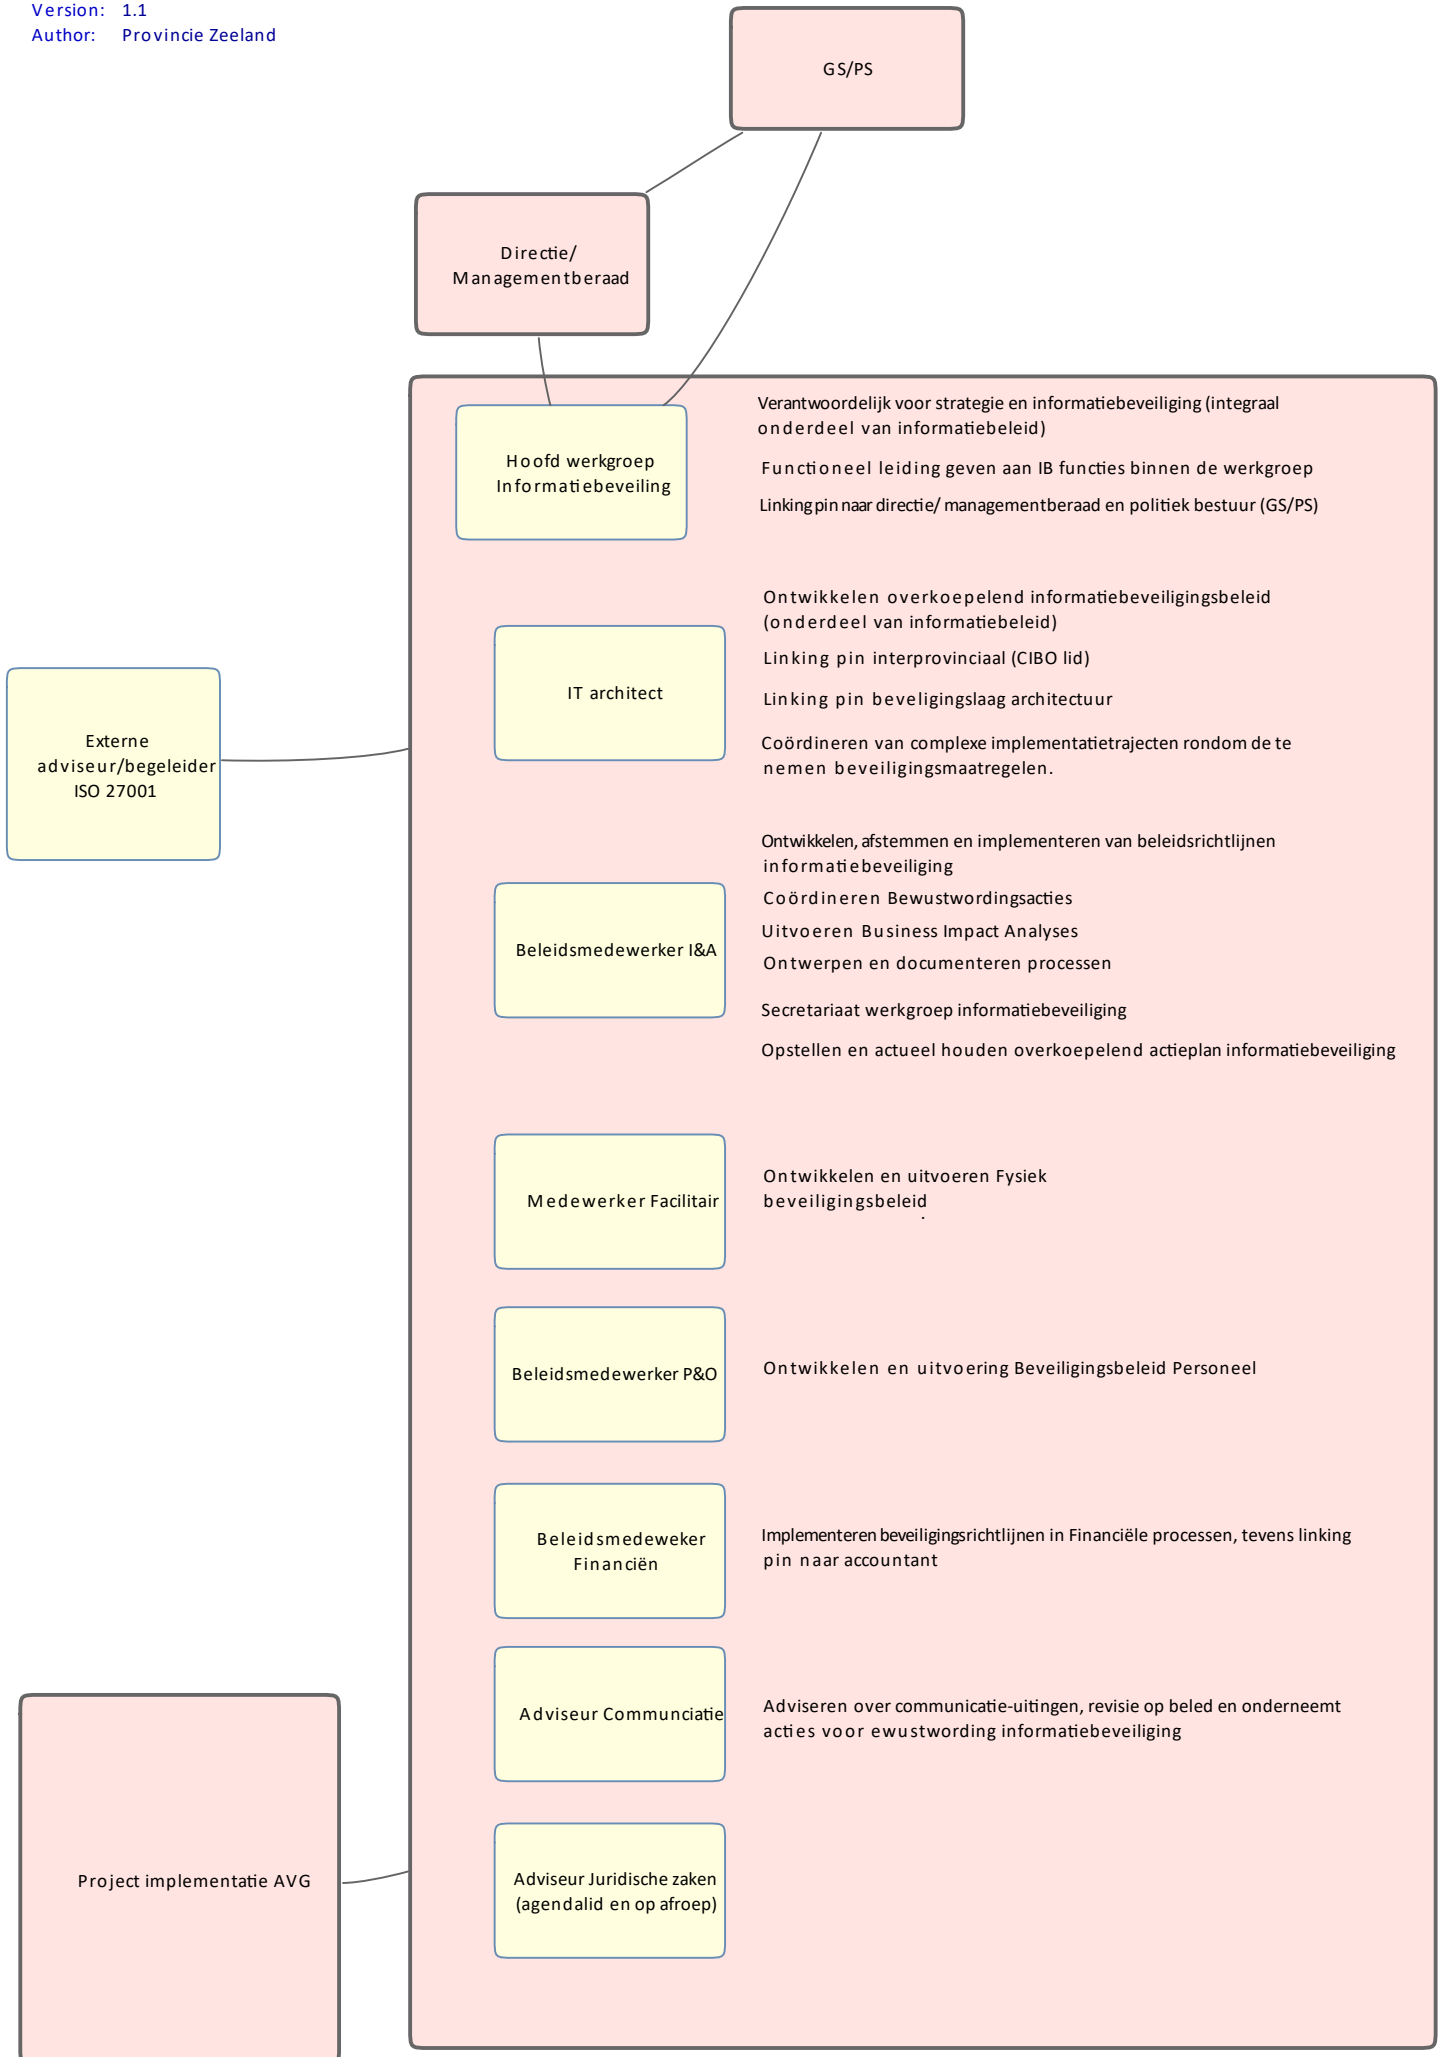 Version: 1.1
Author: Provincie Zeeland
GS/PS
Directie/
Managementberaad
Hoofd werkgroep
Informatiebeveiling
Verantwoordelijk voor strategie en informatiebeveiliging (integraal
onderdeel van informatiebeleid)
Functioneel leiding geven aan IB functies binnen de werkgroep
Linking pin naar directie/ managementberaad en politiek bestuur (GS/PS)
Externe
adviseur/begeleider
ISO 27001
IT architect
Ontwikkelen overkoepelend informatiebeveiligingsbeleid
(onderdeel van informatiebeleid)
Linking pin interprovinciaal (CIBO lid)
Linking pin beveligingslaag architectuur
Coördineren van complexe implementatietrajecten rondom de te
nemen beveiligingsmaatregelen.
Beleidsmedewerker I&A
Ontwikkelen, afstemmen en implementeren van beleidsrichtlijnen
informatiebeveiliging
Coördineren Bewustwordingsacties
Uitvoeren Business Impact Analyses
Ontwerpen en documenteren processen
Secretariaat werkgroep informatiebeveiliging
Opstellen en actueel houden overkoepelend actieplan informatiebeveiliging
Medewerker Facilitair
Ontwikkelen en uitvoeren Fysiek
beveiligingsbeleid
.
Beleidsmedewerker P&O
Ontwikkelen en uitvoering Beveiligingsbeleid Personeel
Beleidsmedeweker
Financiën
Implementeren beveiligingsrichtlijnen in Financiële processen, tevens linking
pin naar accountant
Adviseur Communciatie
Adviseren over communicatie-uitingen, revisie op beled en onderneemt
acties voor ewustwording informatiebeveiliging
Project implementatie AVG
Adviseur Juridische zaken
(agendalid en op afroep)